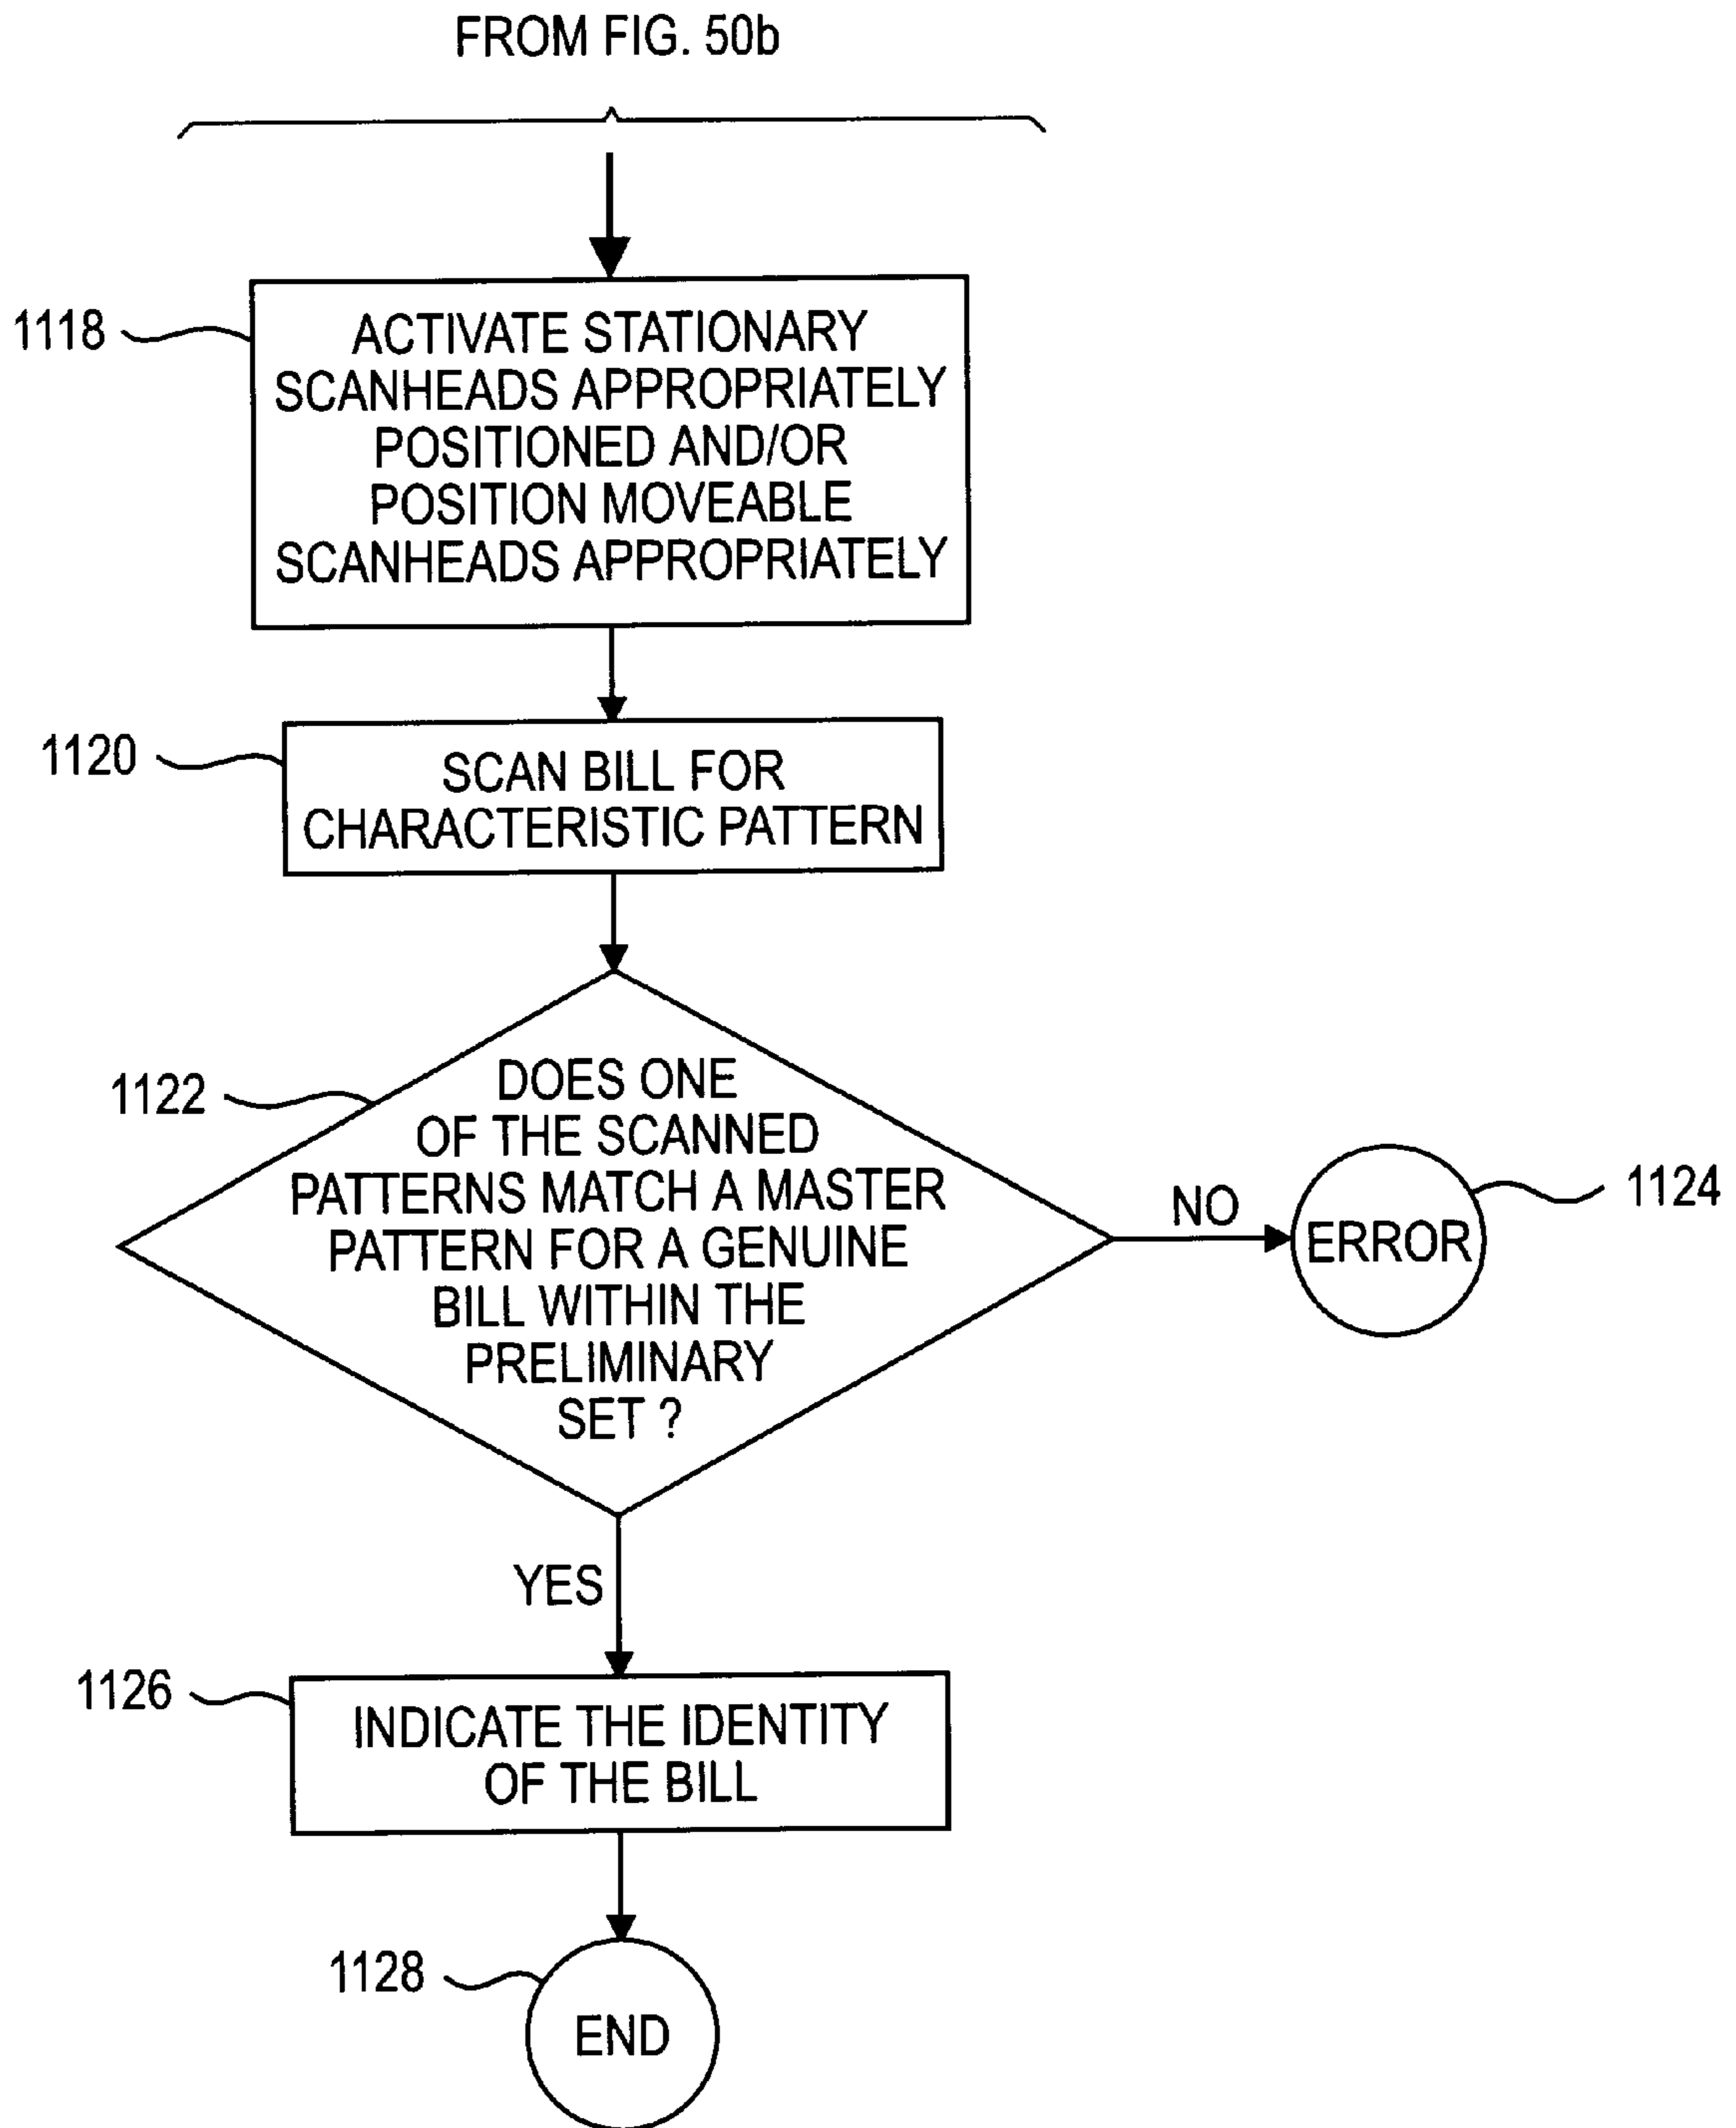 FROM FIG. 50b
1118
ACTIVATE STATIONARY
SCANHEADS APPROPRIATELY
POSITIONED AND/OR
POSITION MOVEABLE
SCANHEADS APPROPRIATELY
1120
SCAN BILL FOR
CHARACTERISTIC PATTERN
1122
DOES ONE
OF THE SCANNED
PATTERNS MATCH A MASTER
PATTERN FOR A GENUINE
BILL WITHIN THE
PRELIMINARY
SET ?
NO
ERROR
1124
YES
1126
INDICATE THE IDENTITY
OF THE BILL
1128
END